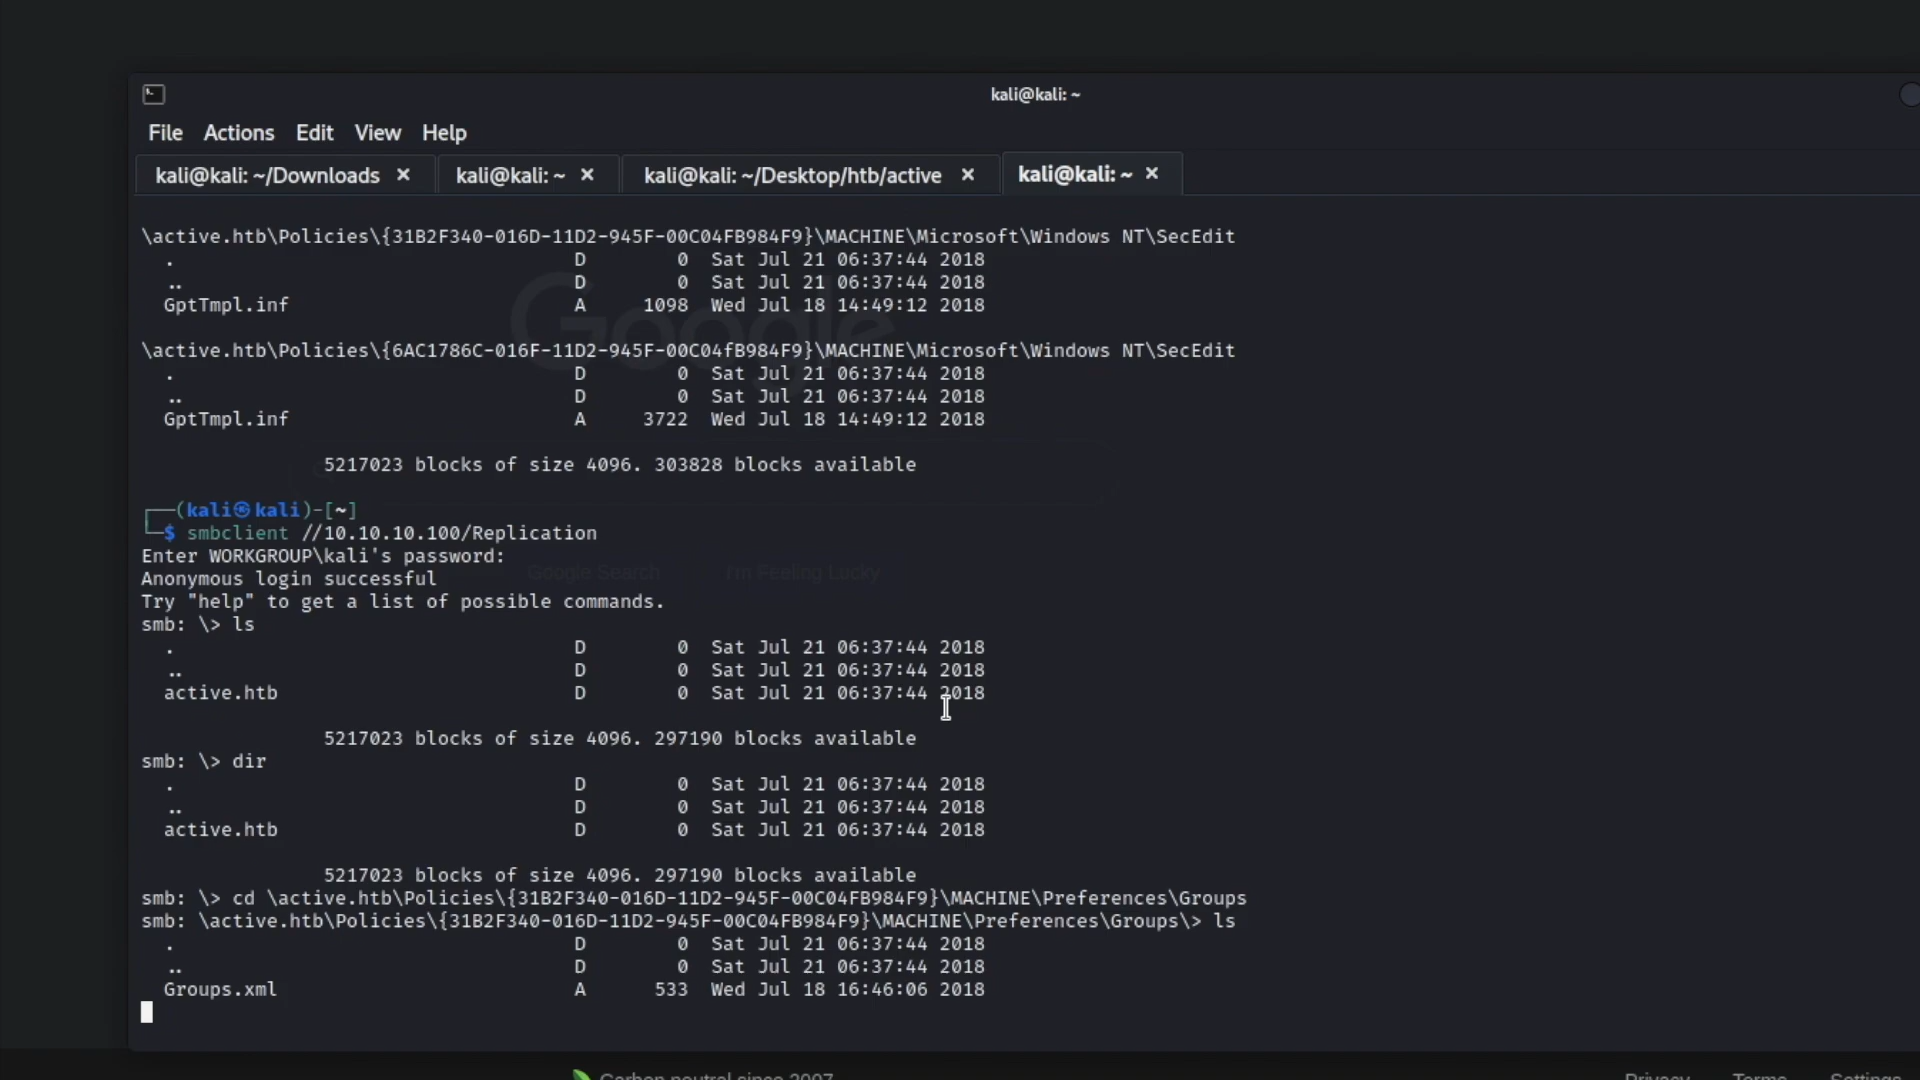 kali@kali: ~
File Actions Edit View Help
kali@kali: ~/Downloads × kali@kali: ~ × kali@kali: ~/Desktop/htb/active × kali@kali: ~ ×
\active.htb\Policies\{31B2F340-016D-11D2-945F-00C04FB984F9}\MACHINE\Microsoft\Windows NT\SecEdit
. D 0 Sat Jul 21 06:37:44 2018
.. D 0 Sat Jul 21 06:37:44 2018
GptTmpl.inf A 1098 Wed Jul 18 14:49:12 2018
Google
\active.htb\Policies\{6AC1786C-016F-11D2-945F-00C04fB984F9}\MACHINE\Microsoft\Windows NT\SecEdit
. D 0 Sat Jul 21 06:37:44 2018
.. D 0 Sat Jul 21 06:37:44 2018
GptTmpl.inf A 3722 Wed Jul 18 14:49:12 2018
5217023 blocks of size 4096. 303828 blocks available
┌──(kali㉿kali)-[~]
└─$ smbclient //10.10.10.100/Replication
Enter WORKGROUP\kali's password:
Google Search I'm Feeling Lucky
Anonymous login successful
Try "help" to get a list of possible commands.
smb: \> ls
. D 0 Sat Jul 21 06:37:44 2018
.. D 0 Sat Jul 21 06:37:44 2018
active.htb D 0 Sat Jul 21 06:37:44 2018
5217023 blocks of size 4096. 297190 blocks available
smb: \> dir
. D 0 Sat Jul 21 06:37:44 2018
.. D 0 Sat Jul 21 06:37:44 2018
active.htb D 0 Sat Jul 21 06:37:44 2018
5217023 blocks of size 4096. 297190 blocks available
smb: \> cd \active.htb\Policies\{31B2F340-016D-11D2-945F-00C04FB984F9}\MACHINE\Preferences\Groups
smb: \active.htb\Policies\{31B2F340-016D-11D2-945F-00C04FB984F9}\MACHINE\Preferences\Groups\> ls
. D 0 Sat Jul 21 06:37:44 2018
.. D 0 Sat Jul 21 06:37:44 2018
Groups.xml A 533 Wed Jul 18 16:46:06 2018
Carbon neutral since 2007 Privacy Terms Settings